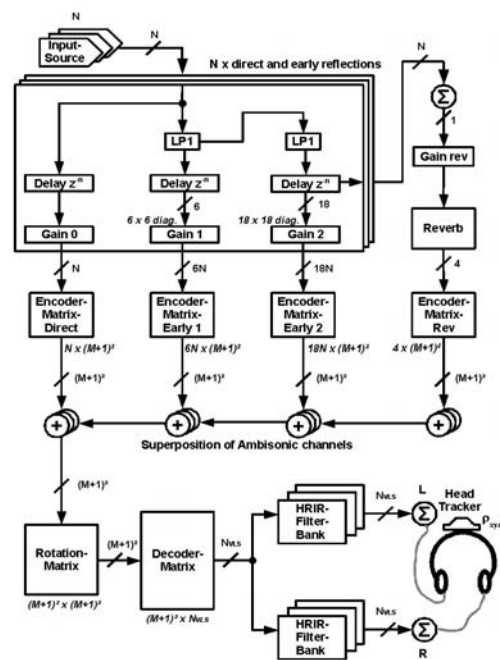 N
Input-
Source
N
N x direct and early reflections
N
Σ
1
LP1
LP1
Gain rev
Delay z⁻ⁿ
Delay z⁻ⁿ
Delay z⁻ⁿ
6
18
6 x 6 diag.
18 x 18 diag.
Reverb
Gain 0
Gain 1
Gain 2
N
6N
18N
4
Encoder-
Matrix-
Direct
Encoder-
Matrix-
Early 1
Encoder-
Matrix-
Early 2
Encoder-
Matrix-
Rev
N x (M+1)²
6N x (M+1)²
18N x (M+1)²
4 x (M+1)²
(M+1)²
(M+1)²
(M+1)²
(M+1)²
+
+
+
+
Superposition of Ambisonic channels
(M+1)²
HRIR-
Filter-
Bank
NVLS
L
Σ
Head
Tracker
Rotation-
Matrix
(M+1)²
Decoder-
Matrix
NVLS
(M+1)² x (M+1)²
(M+1)² x NVLS
HRIR-
Filter-
Bank
NVLS
Σ
R